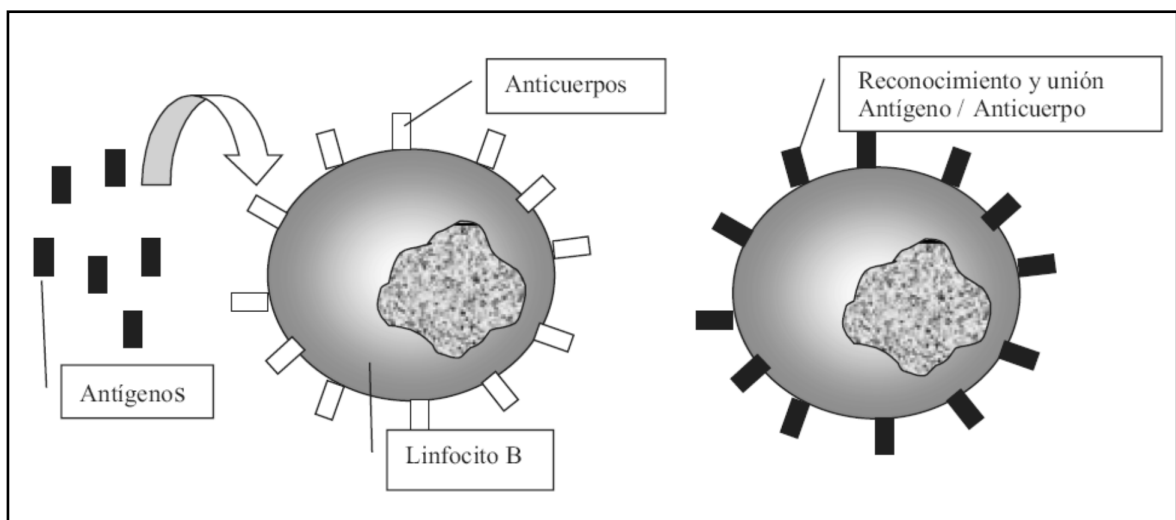 Anticuerpos
Reconocimiento y unión
Antígeno / Anticuerpo
Antígenos
Linfocito B